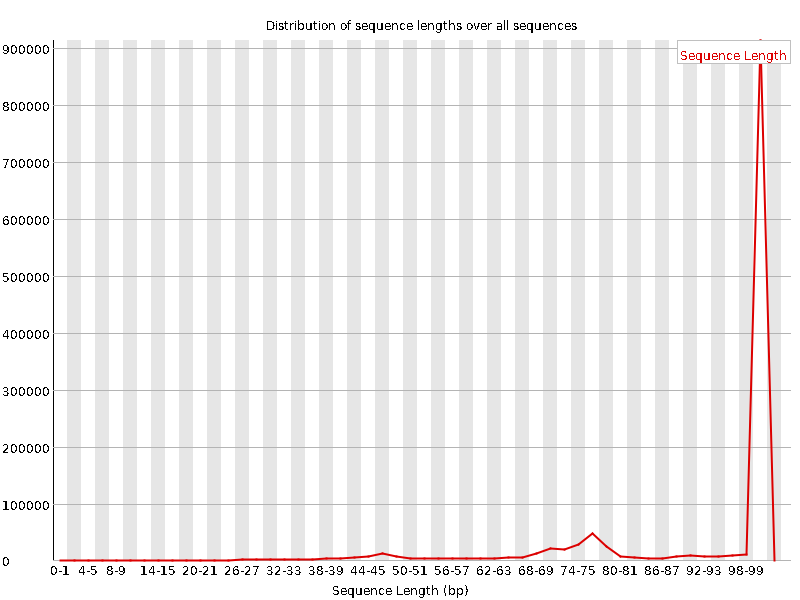 Distribution of sequence lengths over all sequences
Sequence Length
900000
800000
700000
600000
500000
400000
300000
200000
100000
0
0-1 4-5 8-9 14-15 20-21 26-27 32-33 38-39 44-45 50-51 56-57 62-63 68-69 74-75 80-81 86-87 92-93 98-99
Sequence Length (bp)